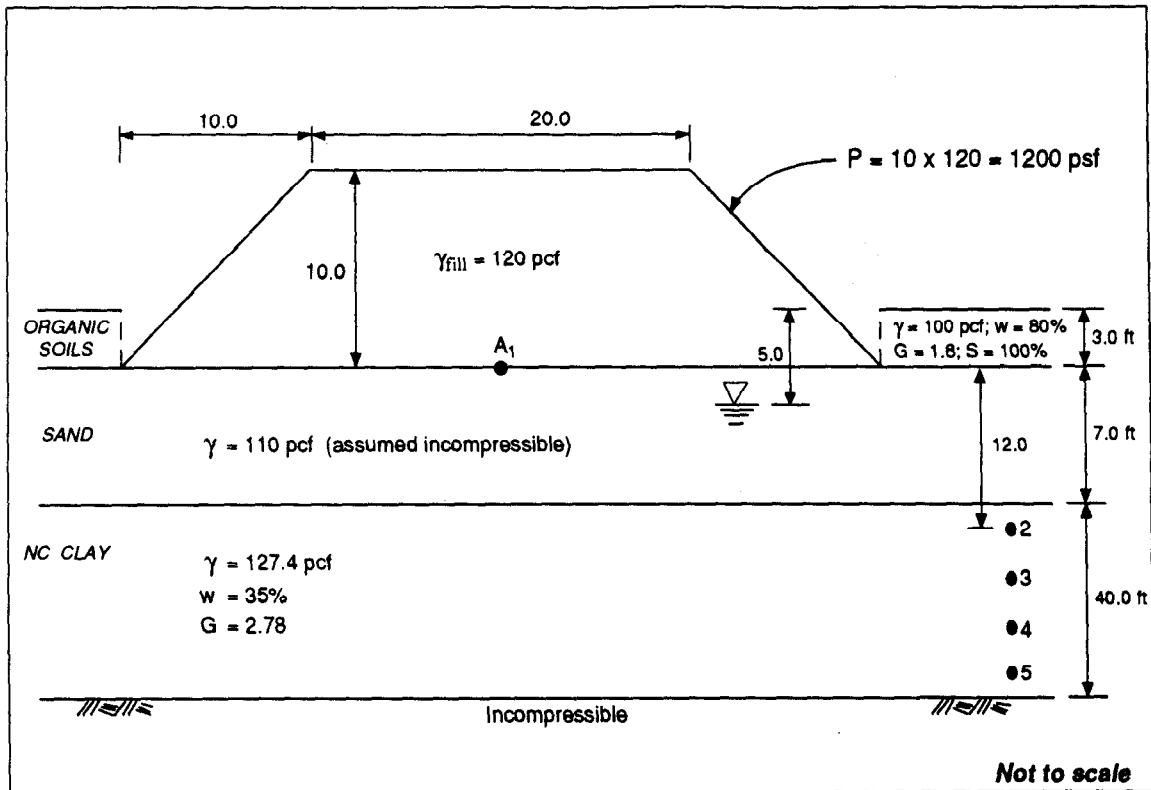 10.0
20.0
P = 10 x 120 = 1200 psf
10.0
γfill = 120 pcf
ORGANIC
SOILS
A1
5.0
γ = 100 pcf; w = 80%
G = 1.8; S = 100%
3.0 ft
SAND
γ = 110 pcf (assumed incompressible)
12.0
7.0 ft
NC CLAY
γ = 127.4 pcf
w = 35%
G = 2.78
2
3
4
5
40.0 ft
Incompressible
Not to scale